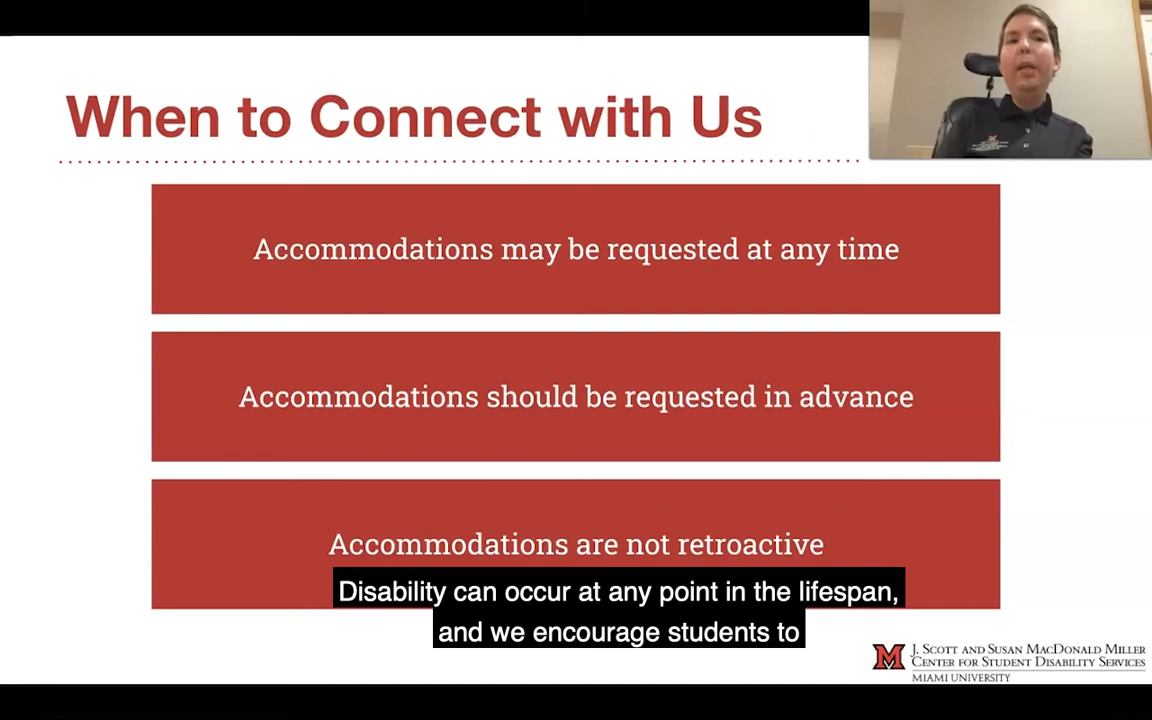 When to Connect with Us
Accommodations may be requested at any time
Accommodations should be requested in advance
Accommodations are not retroactive
Disability can occur at any point in the lifespan,
and we encourage students to
J. Scott and Susan MacDonald Miller
Center for Student Disability Services
Miami University